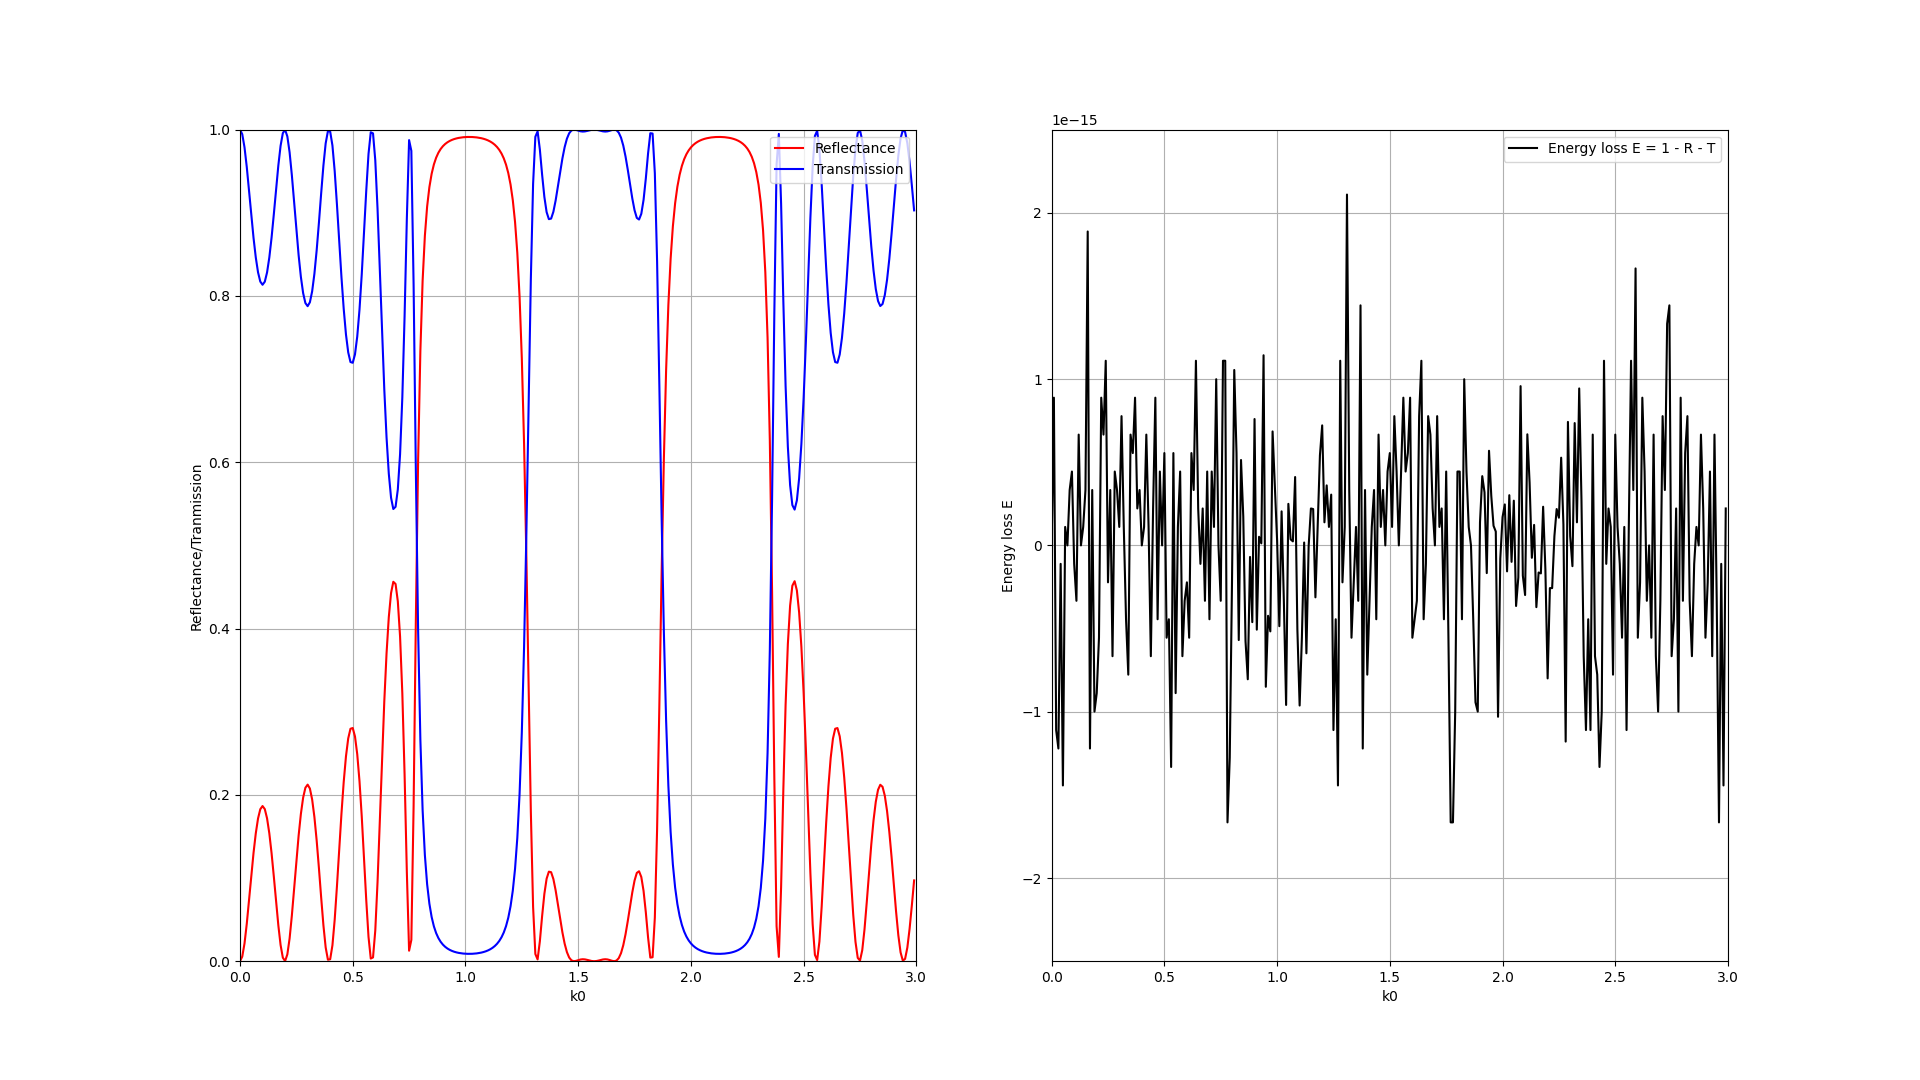 1.0
0.8
0.6
0.4
0.2
0.0
Reflectance/Tranmission
Reflectance
Transmission
0.0 0.5 1.0 1.5 2.0 2.5 3.0
k0
1e−15
2
1
0
−1
−2
Energy loss E
Energy loss E = 1 - R - T
0.0 0.5 1.0 1.5 2.0 2.5 3.0
k0